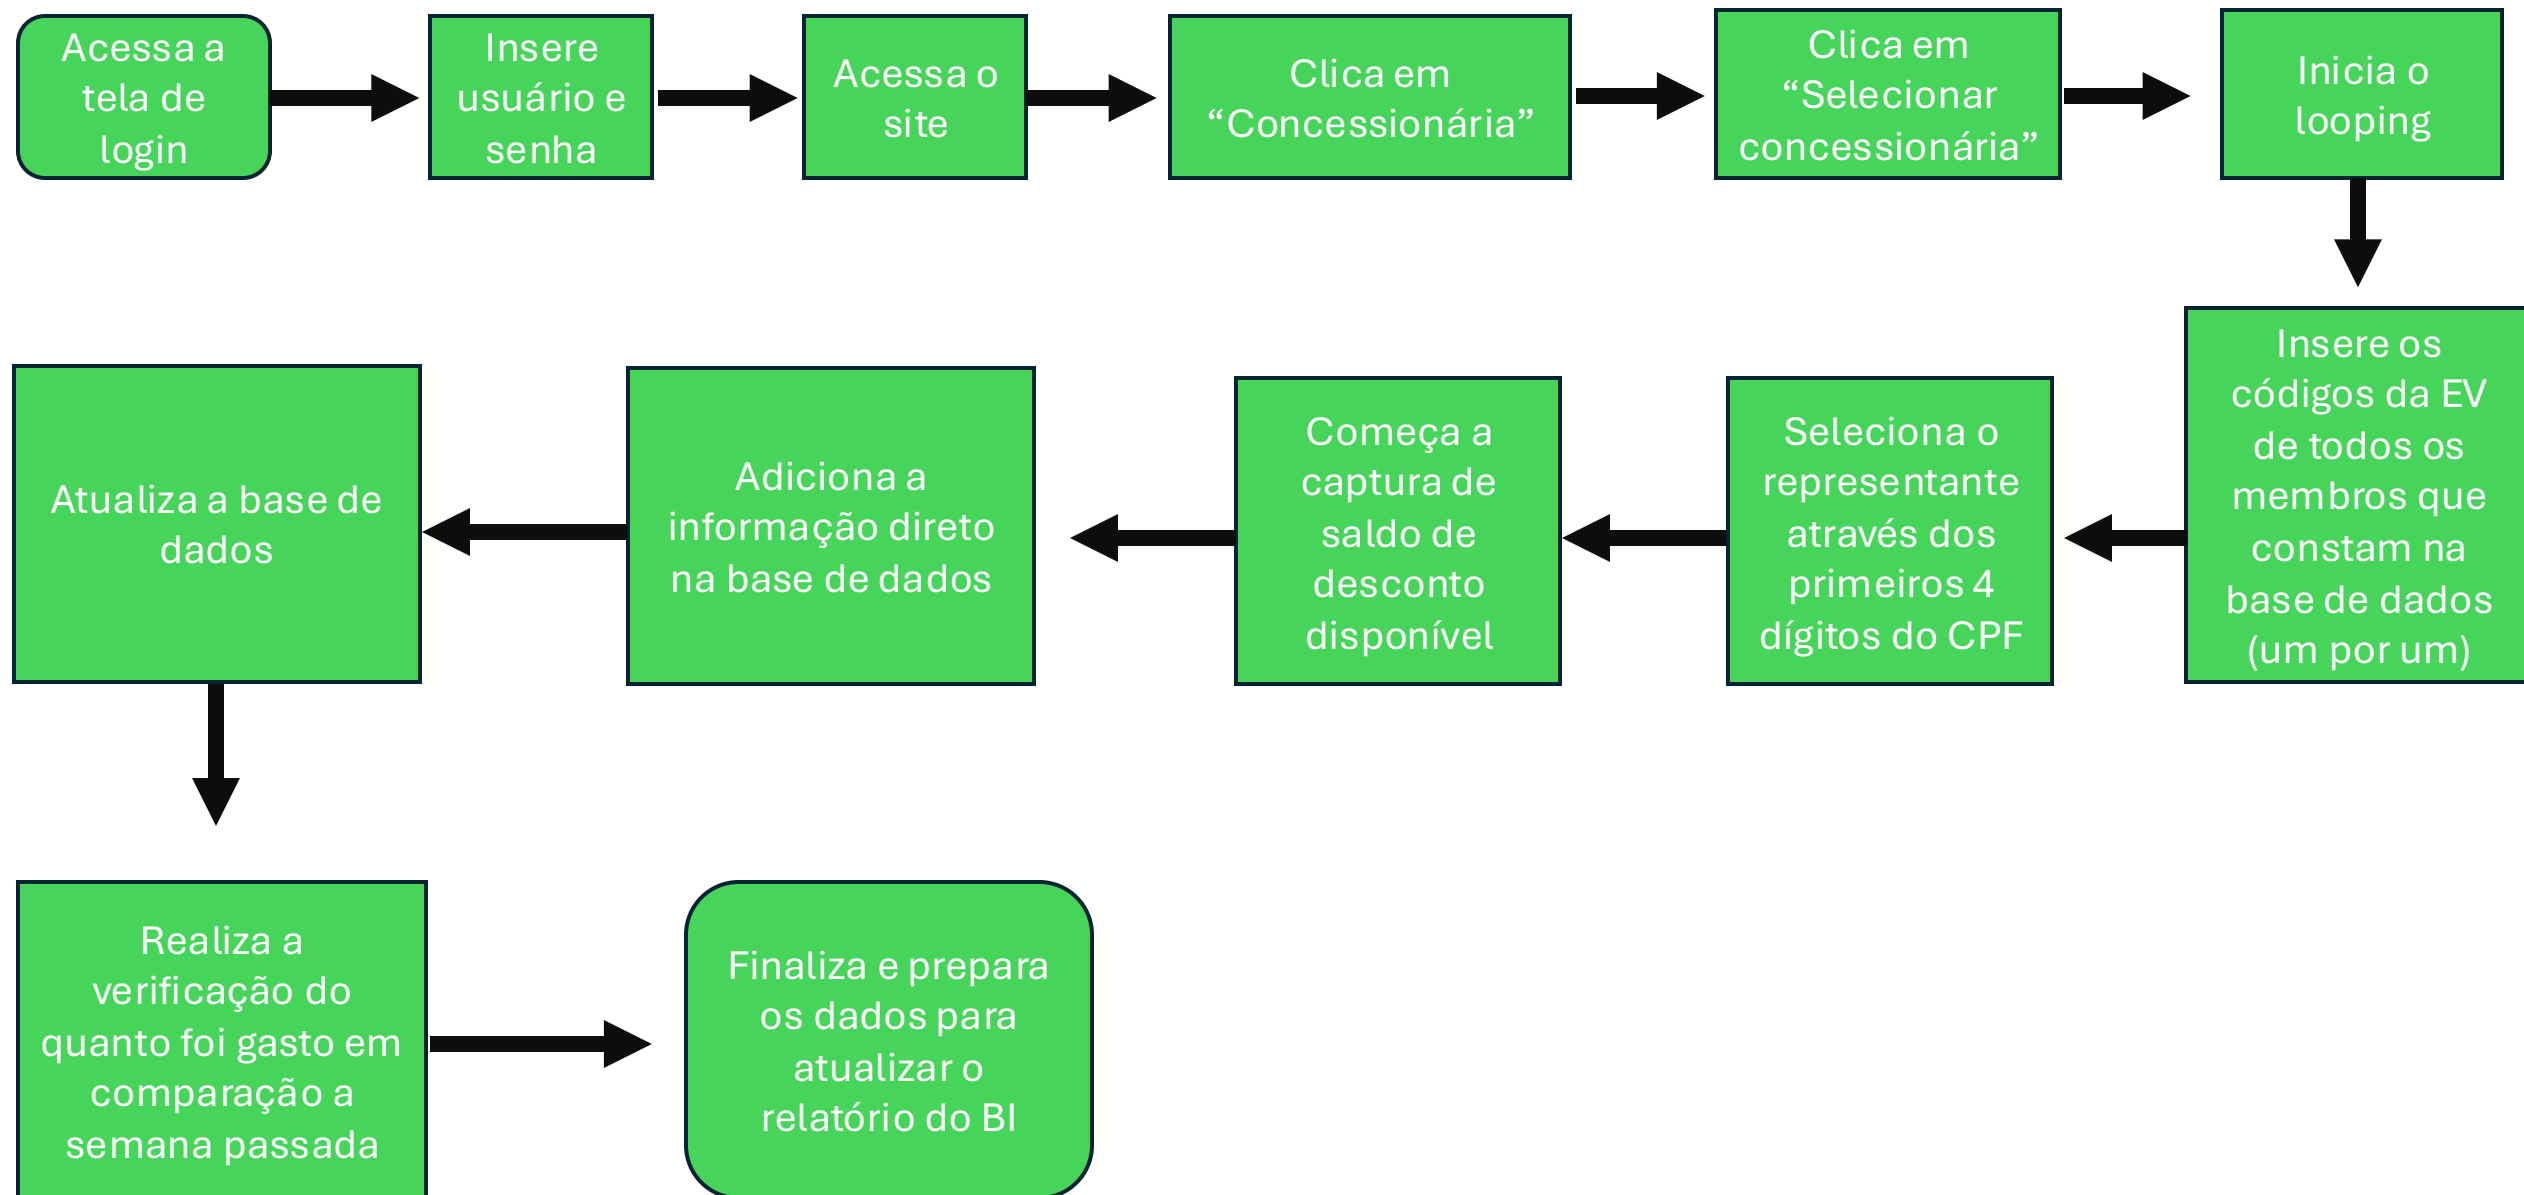 Acessa a
tela de
login
Insere
usuário e
senha
Acessa o
site
Clica em
“Concessionária”
Clica em
“Selecionar
concessionária”
Inicia o
looping
Insere os
códigos da EV
de todos os
membros que
constam na
base de dados
(um por um)
Seleciona o
representante
através dos
primeiros 4
dígitos do CPF
Começa a
captura de
saldo de
desconto
disponível
Adiciona a
informação direto
na base de dados
Atualiza a base de
dados
Realiza a
verificação do
quanto foi gasto em
comparação a
semana passada
Finaliza e prepara
os dados para
atualizar o
relatório do BI